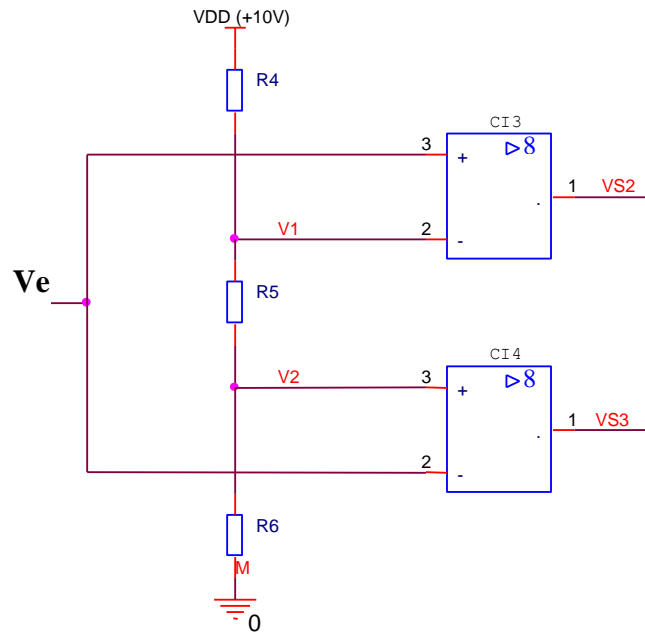 VDD (+10V)
R4
CI3
3
+
▷8
1
VS2
V1
2
-
Ve
R5
CI4
V2
3
+
▷8
1
VS3
2
-
R6
M
0